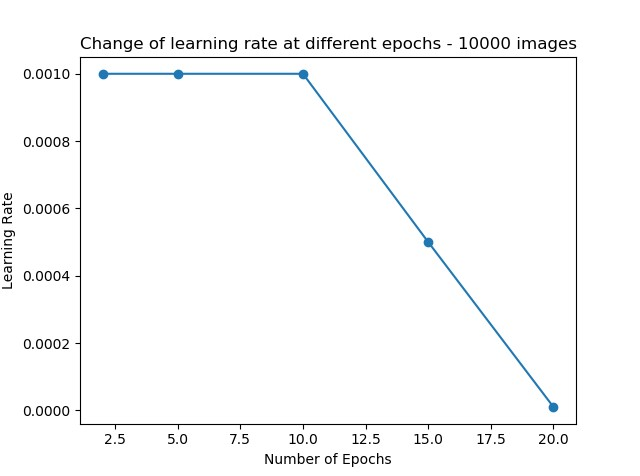 Change of learning rate at different epochs - 10000 images
0.0010
0.0008
0.0006
0.0004
0.0002
0.0000
Learning Rate
2.5 5.0 7.5 10.0 12.5 15.0 17.5 20.0
Number of Epochs